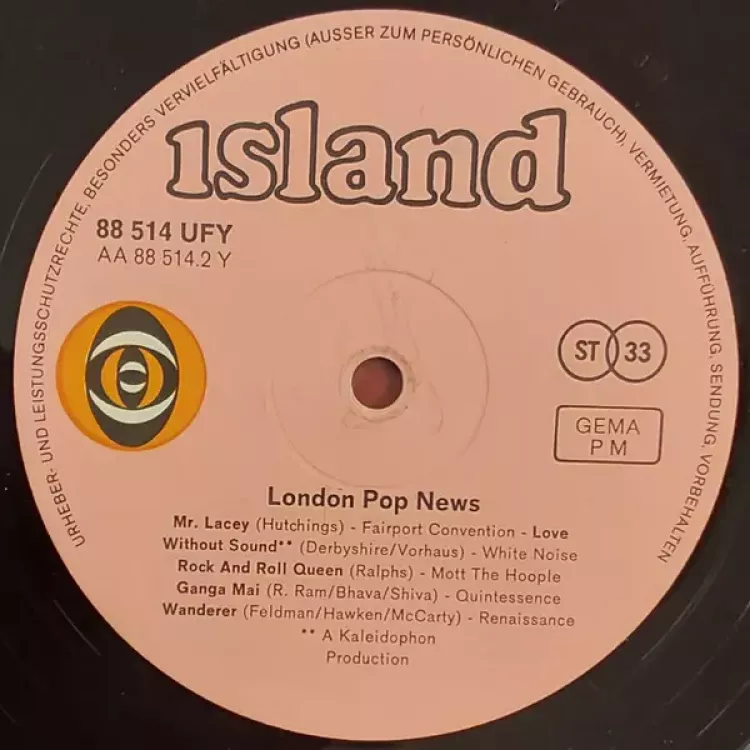 URHEBER- UND LEISTUNGSSCHUTZRECHTE, BESONDERS VERVIELFÄLTIGUNG (AUSSER ZUM PERSÖNLICHEN GEBRAUCH), VERMIETUNG, AUFFÜHRUNG, SENDUNG, VORBEHALTEN
ısland
88 514 UFY
AA 88 514.2 Y
ST 33
GEMA
P M
London Pop News
Mr. Lacey (Hutchings) - Fairport Convention - Love
Without Sound** (Derbyshire/Vorhaus) - White Noise
Rock And Roll Queen (Ralphs) - Mott The Hoople
Ganga Mai (R. Ram/Bhava/Shiva) - Quintessence
Wanderer (Feldman/Hawken/McCarty) - Renaissance
** A Kaleidophon
Production